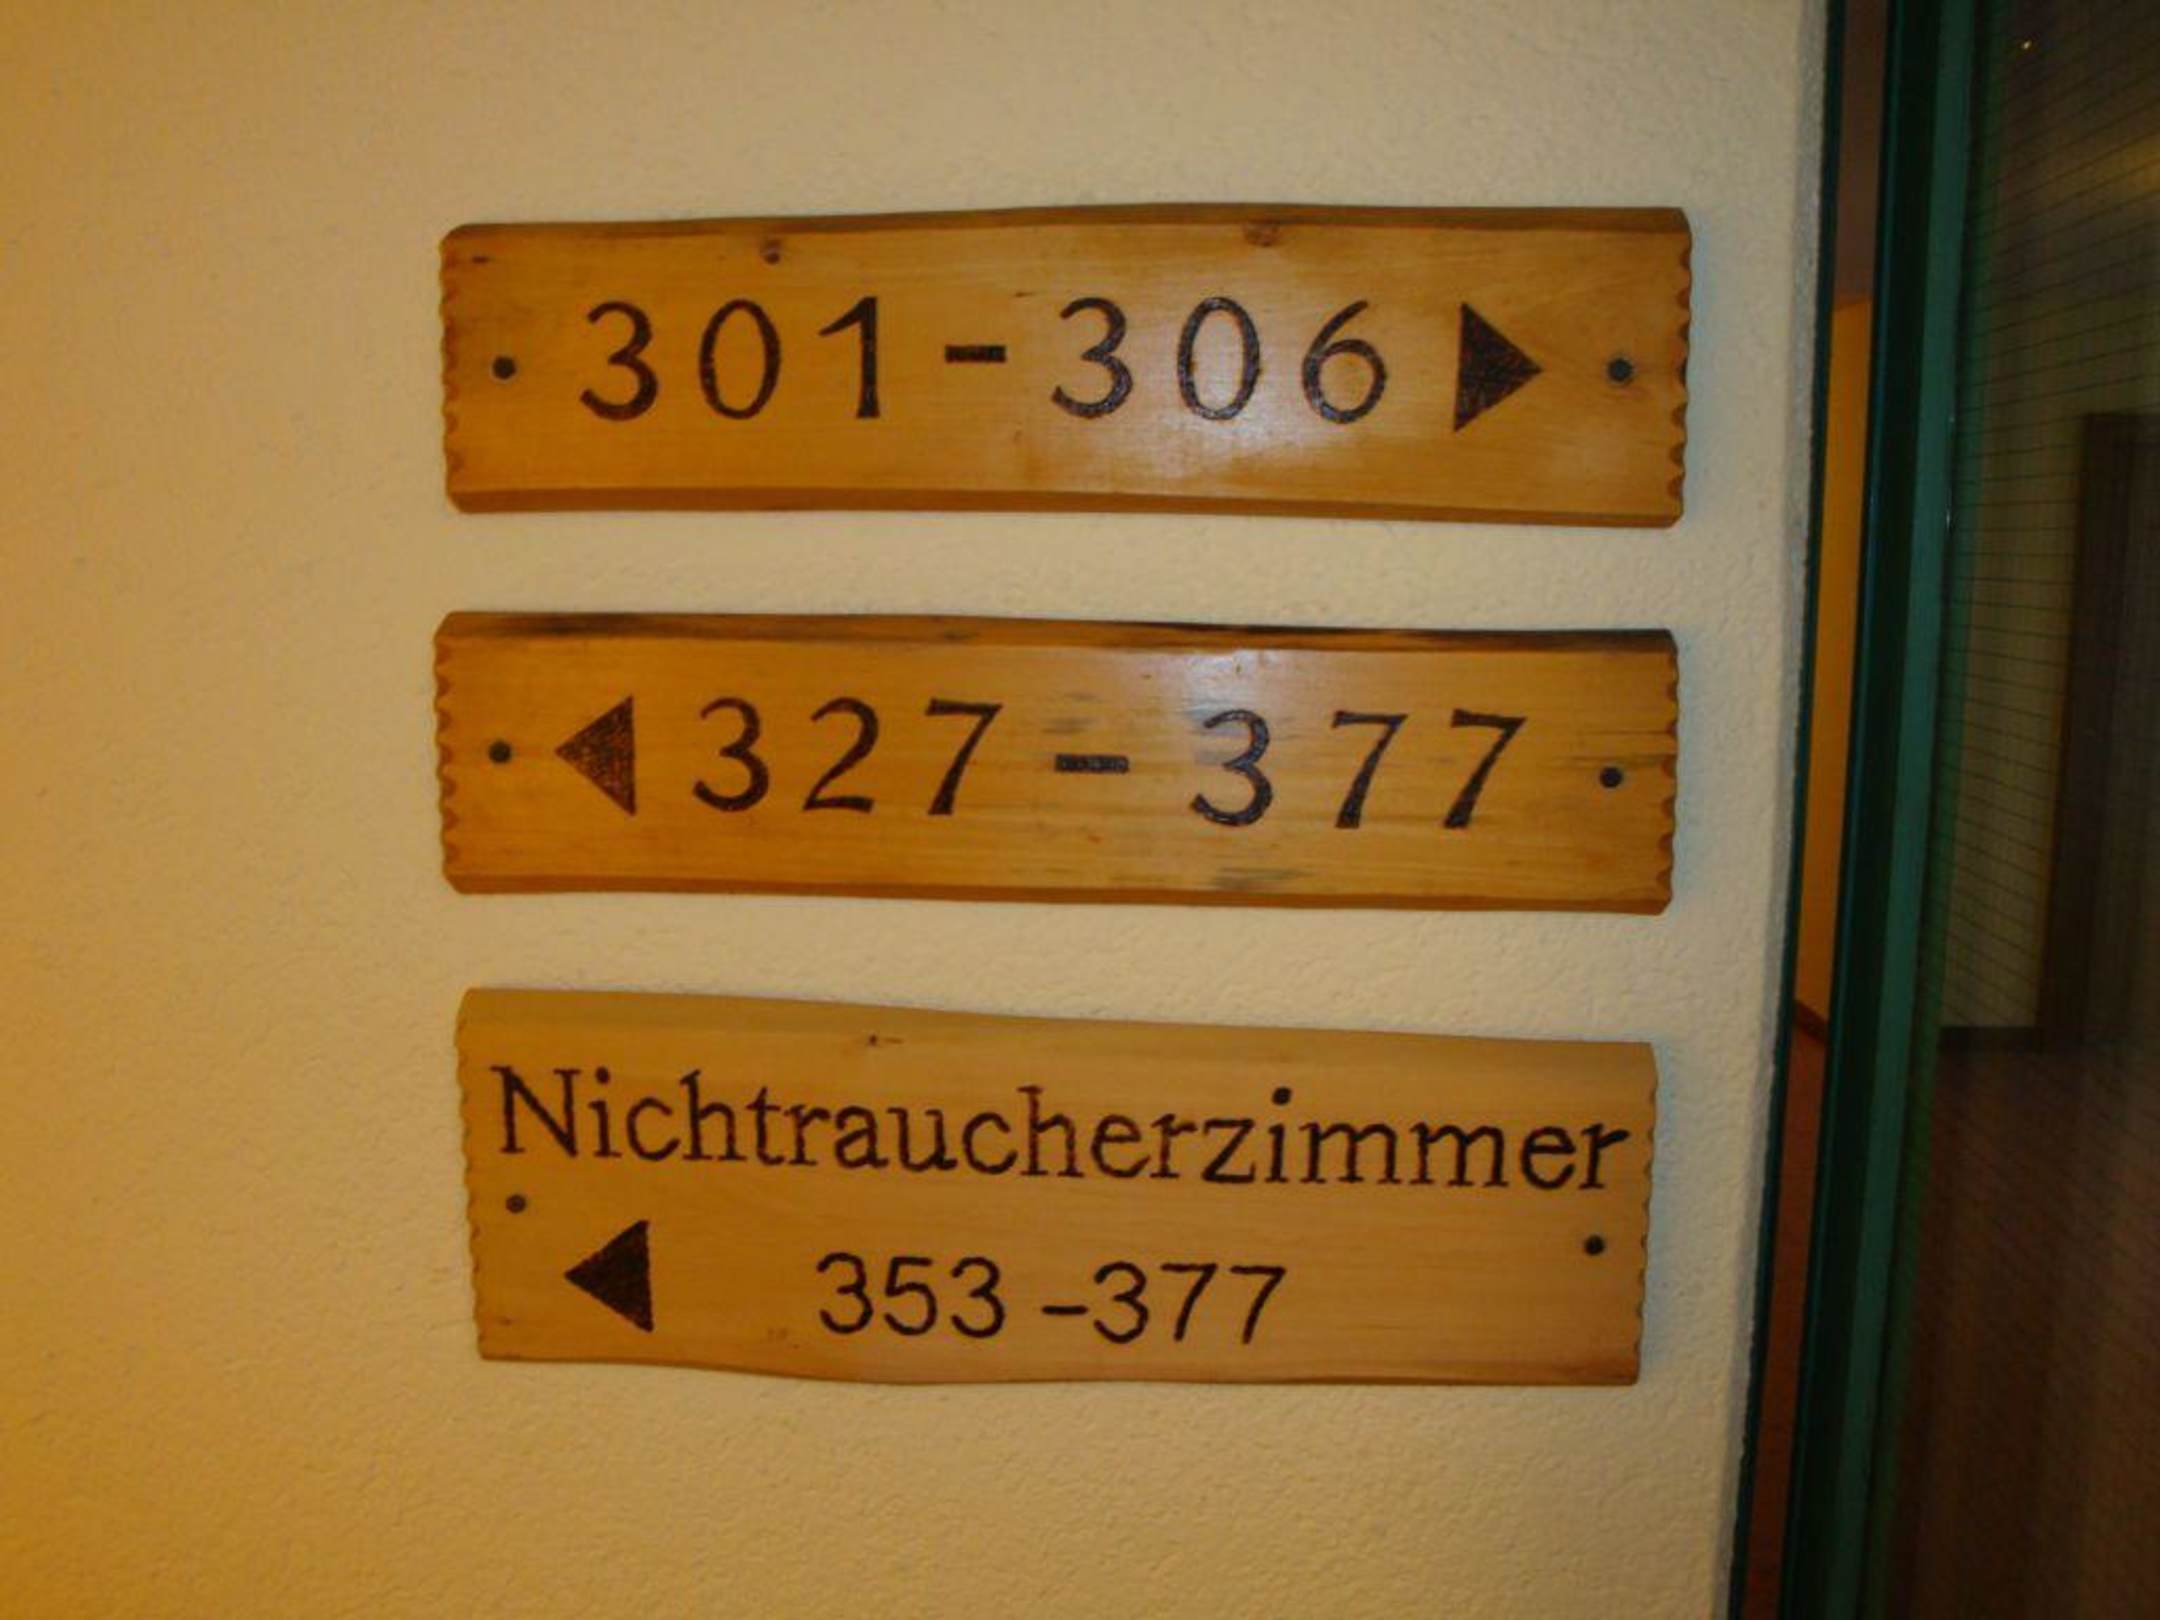 301-306 ▶
◀ 327-377
Nichtraucherzimmer
◀ 353-377